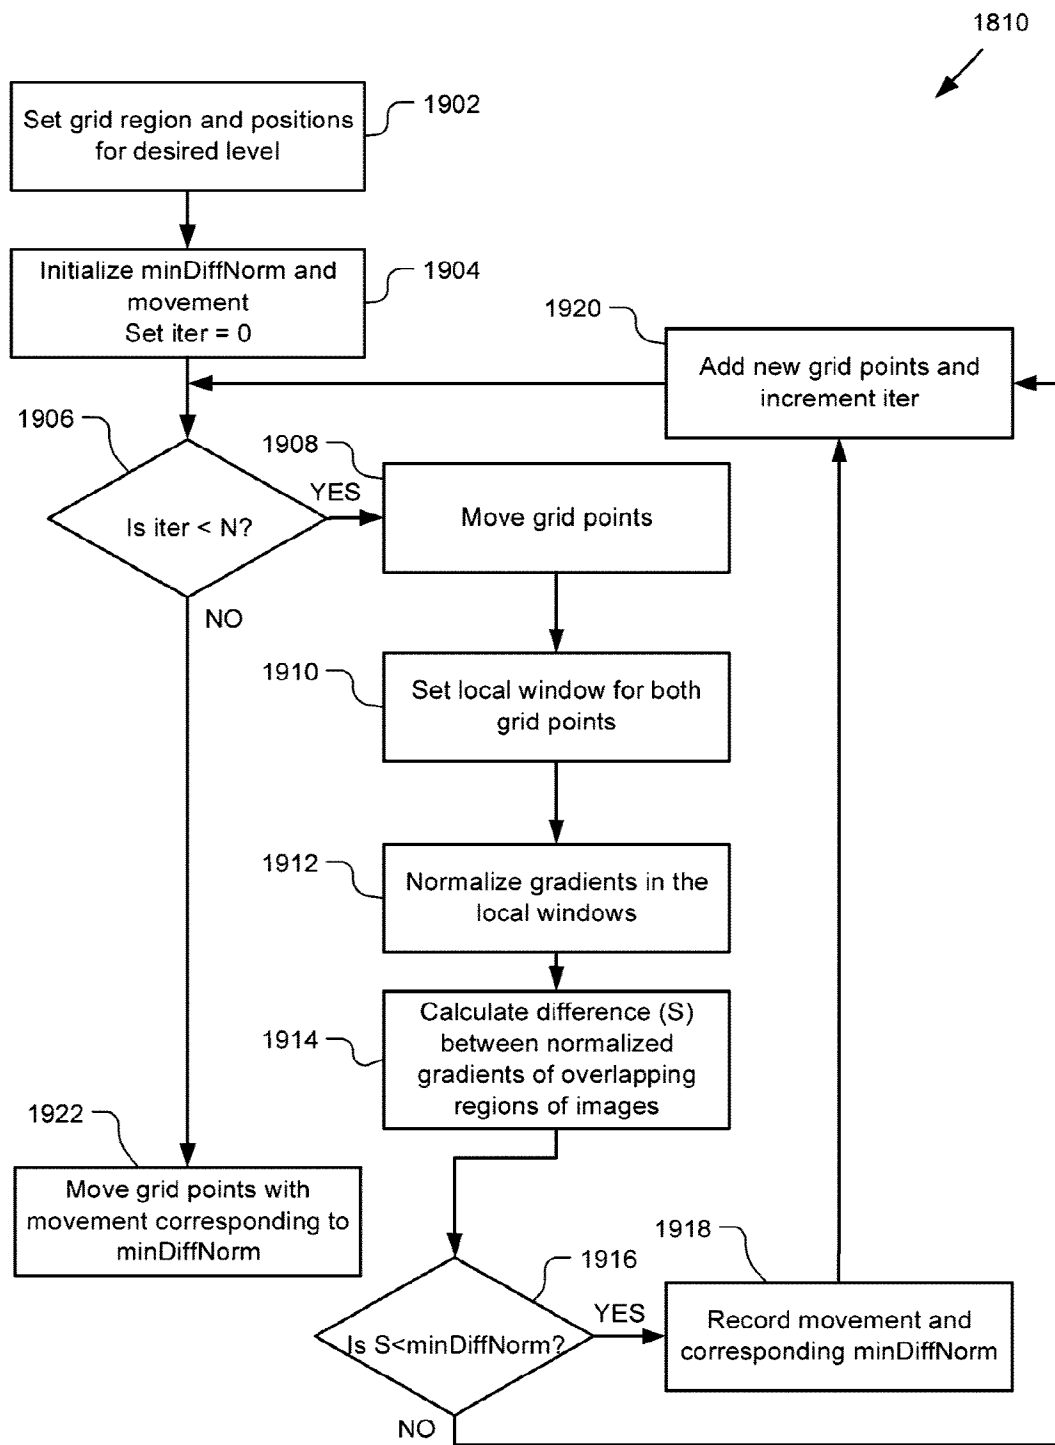 1810
Set grid region and positions
for desired level
1902
Initialize minDiffNorm and
movement
Set iter = 0
1904
1920
Add new grid points and
increment iter
1906
Is iter < N?
YES
NO
1908
Move grid points
1910
Set local window for both
grid points
1912
Normalize gradients in the
local windows
1914
Calculate difference (S)
between normalized
gradients of overlapping
regions of images
1922
Move grid points with
movement corresponding to
minDiffNorm
1916
Is S<minDiffNorm?
YES
NO
1918
Record movement and
corresponding minDiffNorm